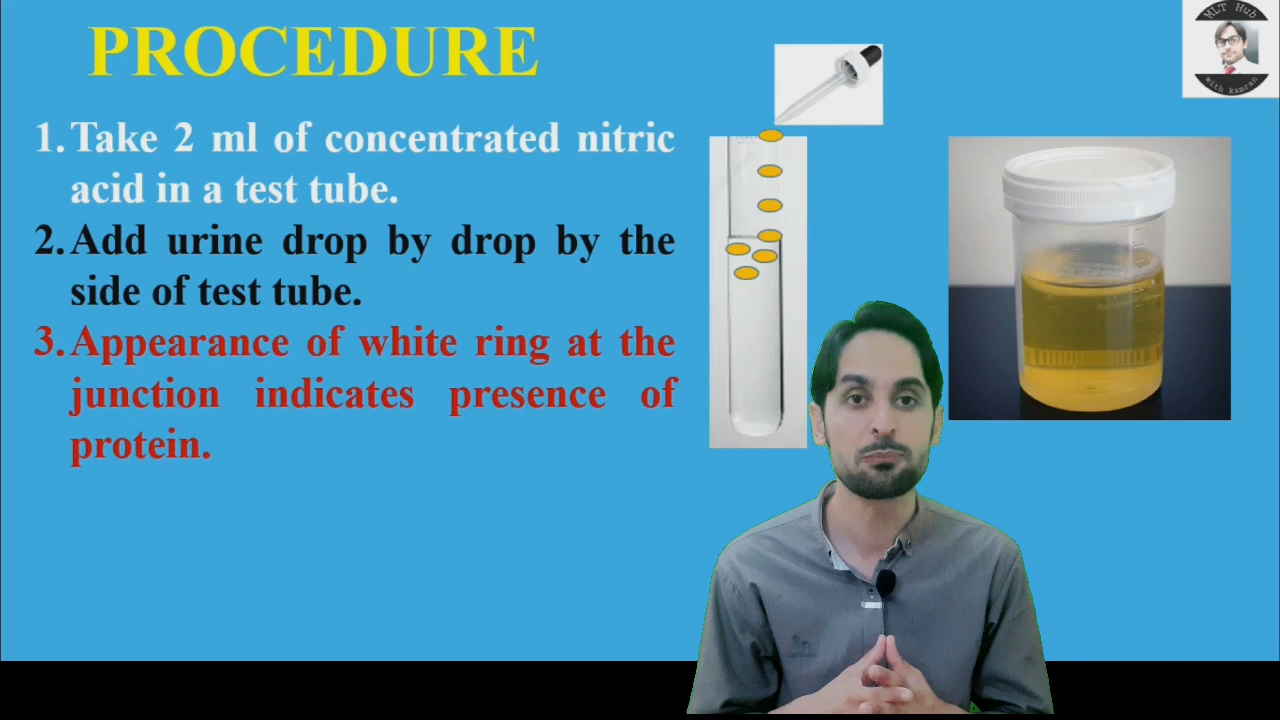 PROCEDURE
1. Take 2 ml of concentrated nitric
acid in a test tube.
2. Add urine drop by drop by the
side of test tube.
3. Appearance of white ring at the
junction indicates presence of
protein.
MLT Hub
with kamran